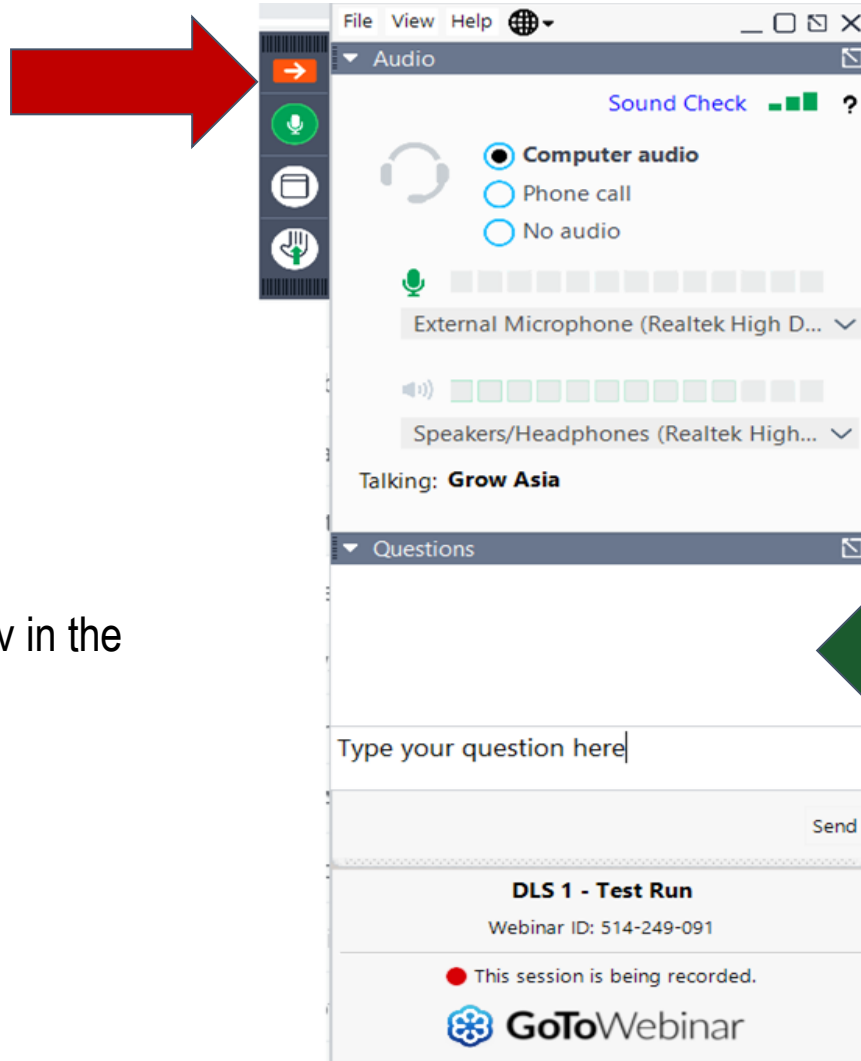 File View Help
Audio
Sound Check ?
Computer audio
Phone call
No audio
External Microphone (Realtek High D...
Speakers/Headphones (Realtek High...
Talking: Grow Asia
Questions
in the
Type your question here
Send
DLS 1 - Test Run
Webinar ID: 514-249-091
This session is being recorded.
GoToWebinar